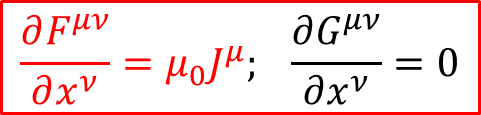 ∂F^{μν}/∂x^ν = μ₀J^μ; ∂G^{μν}/∂x^ν = 0